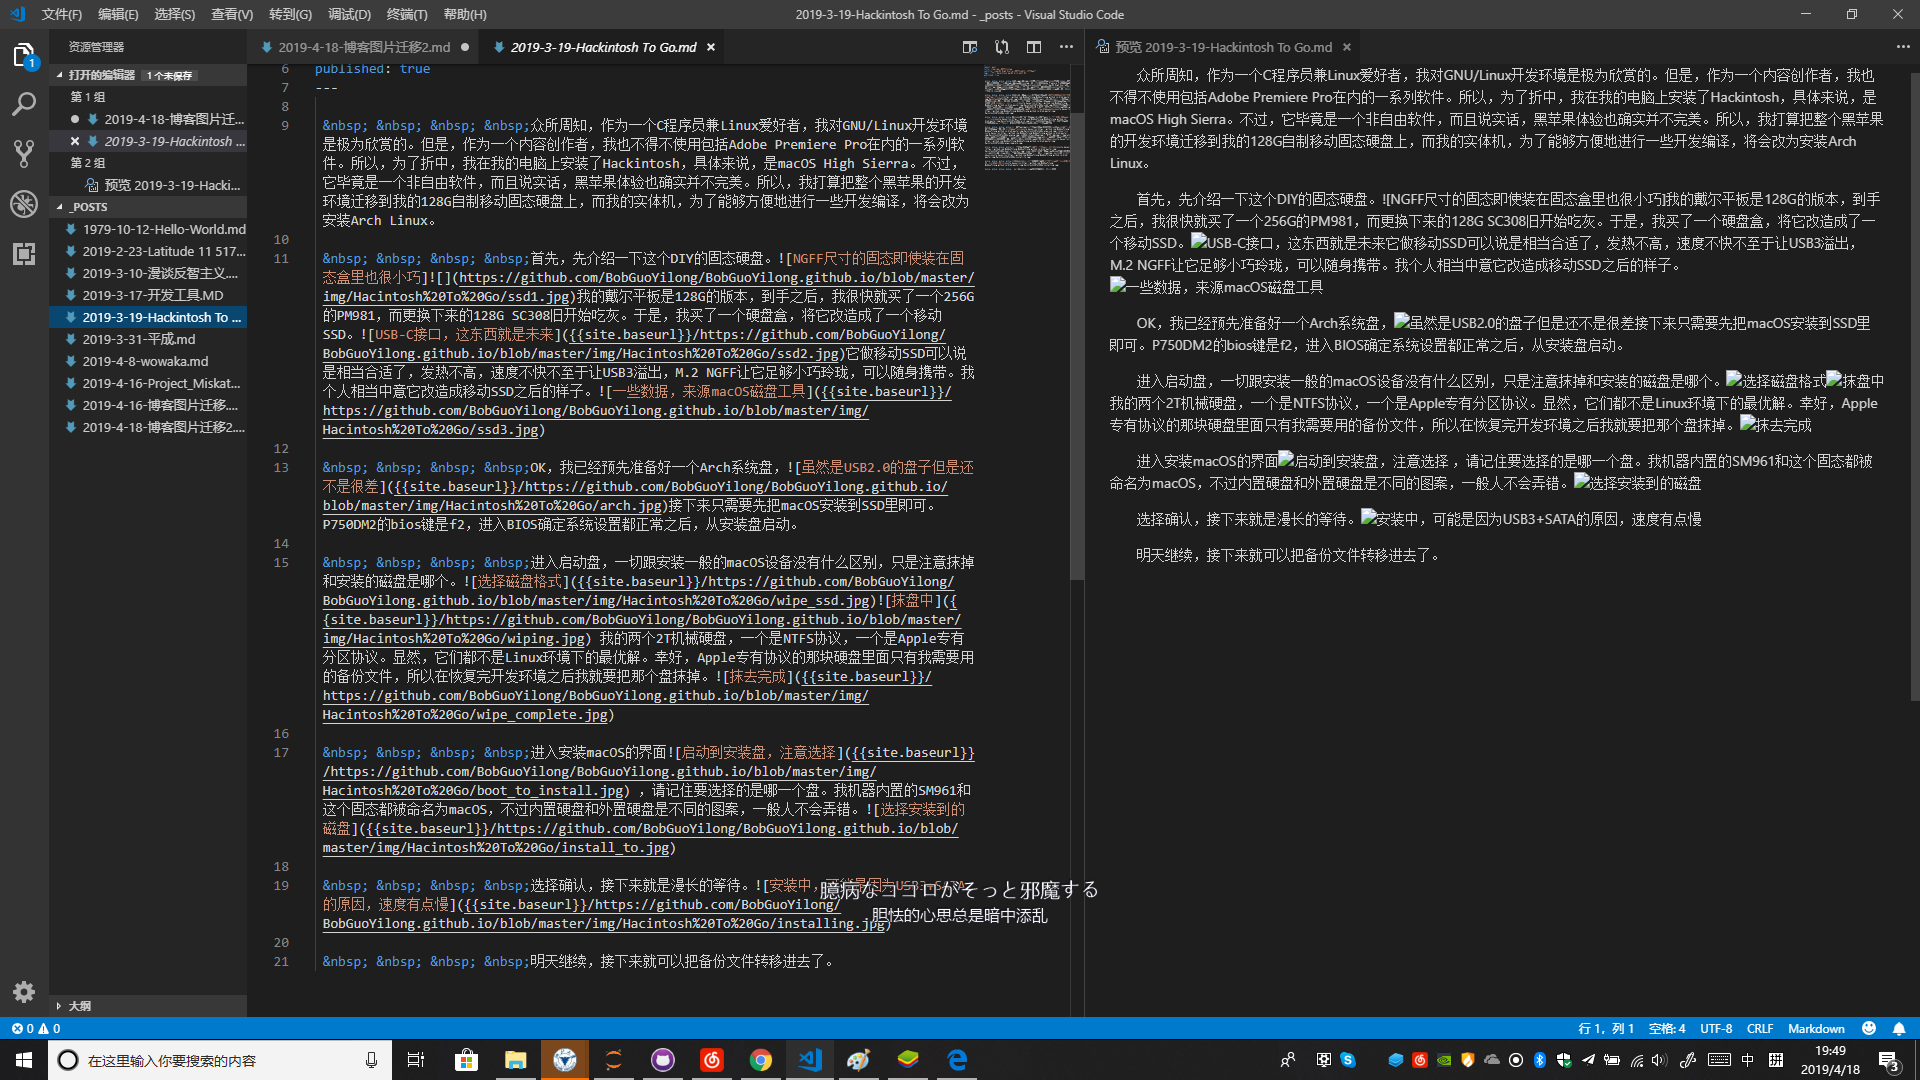 文件(F) 编辑(E) 选择(S) 查看(V) 转到(G) 调试(D) 终端(T) 帮助(H)
2019-3-19-Hackintosh To Go.md - _posts - Visual Studio Code
资源管理器
打开的编辑器 1 个未保存
第 1 组
2019-4-18-博客图片迁...
2019-3-19-Hackintosh ...
第 2 组
预览 2019-3-19-Hacki...
_POSTS
1979-10-12-Hello-World.md
2019-2-23-Latitude 11 517...
2019-3-10-漫谈反智主义....
2019-3-17-开发工具.MD
2019-3-19-Hackintosh To ...
2019-3-31-平成.md
2019-4-8-wowaka.md
2019-4-16-Project_Miskat...
2019-4-16-博客图片迁移....
2019-4-18-博客图片迁移2....
大纲
2019-4-18-博客图片迁移2.md
2019-3-19-Hackintosh To Go.md
6 published: true
7 ---
8
9 &nbsp; &nbsp; &nbsp; &nbsp;众所周知，作为一个C程序员兼Linux爱好者，我对GNU/Linux开发环境
是极为欣赏的。但是，作为一个内容创作者，我也不得不使用包括Adobe Premiere Pro在内的一系列软
件。所以，为了折中，我在我的电脑上安装了Hackintosh，具体来说，是macOS High Sierra。不过，
它毕竟是一个非自由软件，而且说实话，黑苹果体验也确实并不完美。所以，我打算把整个黑苹果的开发
环境迁移到我的128G自制移动固态硬盘上，而我的实体机，为了能够方便地进行一些开发编译，将会改为
安装Arch Linux。
10
11 &nbsp; &nbsp; &nbsp; &nbsp;首先，先介绍一下这个DIY的固态硬盘。![NGFF尺寸的固态即使装在固
态盒里也很小巧]![](https://github.com/BobGuoYilong/BobGuoYilong.github.io/blob/master/
img/Hacintosh%20To%20Go/ssd1.jpg)我的戴尔平板是128G的版本，到手之后，我很快就买了一个256G
的PM981，而更换下来的128G SC308旧开始吃灰。于是，我买了一个硬盘盒，将它改造成了一个移动
SSD。![USB-C接口，这东西就是未来]({{site.baseurl}}/https://github.com/BobGuoYilong/
BobGuoYilong.github.io/blob/master/img/Hacintosh%20To%20Go/ssd2.jpg)它做移动SSD可以说
是相当合适了，发热不高，速度不快不至于让USB3溢出，M.2 NGFF让它足够小巧玲珑，可以随身携带。我
个人相当中意它改造成移动SSD之后的样子。![一些数据，来源macOS磁盘工具]({{site.baseurl}}/
https://github.com/BobGuoYilong/BobGuoYilong.github.io/blob/master/img/
Hacintosh%20To%20Go/ssd3.jpg)
12
13 &nbsp; &nbsp; &nbsp; &nbsp;OK，我已经预先准备好一个Arch系统盘，![虽然是USB2.0的盘子但是还
不是很差]({{site.baseurl}}/https://github.com/BobGuoYilong/BobGuoYilong.github.io/
blob/master/img/Hacintosh%20To%20Go/arch.jpg)接下来只需要先把macOS安装到SSD里即可。
P750DM2的bios键是f2，进入BIOS确定系统设置都正常之后，从安装盘启动。
14
15 &nbsp; &nbsp; &nbsp; &nbsp;进入启动盘，一切跟安装一般的macOS设备没有什么区别，只是注意抹掉
和安装的磁盘是哪个。![选择磁盘格式]({{site.baseurl}}/https://github.com/BobGuoYilong/
BobGuoYilong.github.io/blob/master/img/Hacintosh%20To%20Go/wipe_ssd.jpg)![抹盘中]({
{site.baseurl}}/https://github.com/BobGuoYilong/BobGuoYilong.github.io/blob/master/
img/Hacintosh%20To%20Go/wiping.jpg) 我的两个2T机械硬盘，一个是NTFS协议，一个是Apple专有
分区协议。显然，它们都不是Linux环境下的最优解。幸好，Apple专有协议的那块硬盘里面只有我需要用
的备份文件，所以在恢复完开发环境之后我就要把那个盘抹掉。![抹去完成]({{site.baseurl}}/
https://github.com/BobGuoYilong/BobGuoYilong.github.io/blob/master/img/
Hacintosh%20To%20Go/wipe_complete.jpg)
16
17 &nbsp; &nbsp; &nbsp; &nbsp;进入安装macOS的界面![启动到安装盘，注意选择]({{site.baseurl}}
/https://github.com/BobGuoYilong/BobGuoYilong.github.io/blob/master/img/
Hacintosh%20To%20Go/boot_to_install.jpg) ，请记住要选择的是哪一个盘。我机器内置的SM961和
这个固态都被命名为macOS，不过内置硬盘和外置硬盘是不同的图案，一般人不会弄错。![选择安装到的
磁盘]({{site.baseurl}}/https://github.com/BobGuoYilong/BobGuoYilong.github.io/blob/
master/img/Hacintosh%20To%20Go/install_to.jpg)
18
19 &nbsp; &nbsp; &nbsp; &nbsp;选择确认，接下来就是漫长的等待。![安装中，可能是因为USB3+SATA
的原因，速度有点慢]({{site.baseurl}}/https://github.com/BobGuoYilong/
BobGuoYilong.github.io/blob/master/img/Hacintosh%20To%20Go/installing.jpg)
20
21 &nbsp; &nbsp; &nbsp; &nbsp;明天继续，接下来就可以把备份文件转移进去了。
臆病なココロがそっと邪魔する
胆怯的心思总是暗中添乱
预览 2019-3-19-Hackintosh To Go.md
众所周知，作为一个C程序员兼Linux爱好者，我对GNU/Linux开发环境是极为欣赏的。但是，作为一个内容创作者，我也
不得不使用包括Adobe Premiere Pro在内的一系列软件。所以，为了折中，我在我的电脑上安装了Hackintosh，具体来说，是
macOS High Sierra。不过，它毕竟是一个非自由软件，而且说实话，黑苹果体验也确实并不完美。所以，我打算把整个黑苹果
的开发环境迁移到我的128G自制移动固态硬盘上，而我的实体机，为了能够方便地进行一些开发编译，将会改为安装Arch
Linux。
首先，先介绍一下这个DIY的固态硬盘。![NGFF尺寸的固态即使装在固态盒里也很小巧]我的戴尔平板是128G的版本，到手
之后，我很快就买了一个256G的PM981，而更换下来的128G SC308旧开始吃灰。于是，我买了一个硬盘盒，将它改造成了一
个移动SSD。USB-C接口，这东西就是未来它做移动SSD可以说是相当合适了，发热不高，速度不快不至于让USB3溢出，
M.2 NGFF让它足够小巧玲珑，可以随身携带。我个人相当中意它改造成移动SSD之后的样子。
一些数据，来源macOS磁盘工具
OK，我已经预先准备好一个Arch系统盘，虽然是USB2.0的盘子但是还不是很差接下来只需要先把macOS安装到SSD里
即可。P750DM2的bios键是f2，进入BIOS确定系统设置都正常之后，从安装盘启动。
进入启动盘，一切跟安装一般的macOS设备没有什么区别，只是注意抹掉和安装的磁盘是哪个。选择磁盘格式抹盘中
我的两个2T机械硬盘，一个是NTFS协议，一个是Apple专有分区协议。显然，它们都不是Linux环境下的最优解。幸好，Apple
专有协议的那块硬盘里面只有我需要用的备份文件，所以在恢复完开发环境之后我就要把那个盘抹掉。抹去完成
进入安装macOS的界面启动到安装盘，注意选择 ，请记住要选择的是哪一个盘。我机器内置的SM961和这个固态都被
命名为macOS，不过内置硬盘和外置硬盘是不同的图案，一般人不会弄错。选择安装到的磁盘
选择确认，接下来就是漫长的等待。安装中，可能是因为USB3+SATA的原因，速度有点慢
明天继续，接下来就可以把备份文件转移进去了。
0 0
行 1，列 1 空格: 4 UTF-8 CRLF Markdown
在这里输入你要搜索的内容
中 拼
19:49
2019/4/18
3